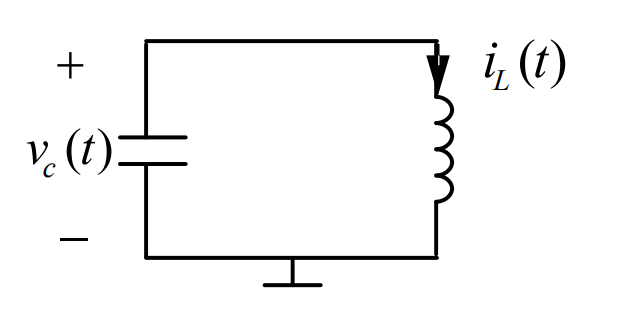 +
i_L(t)
v_c(t)
−